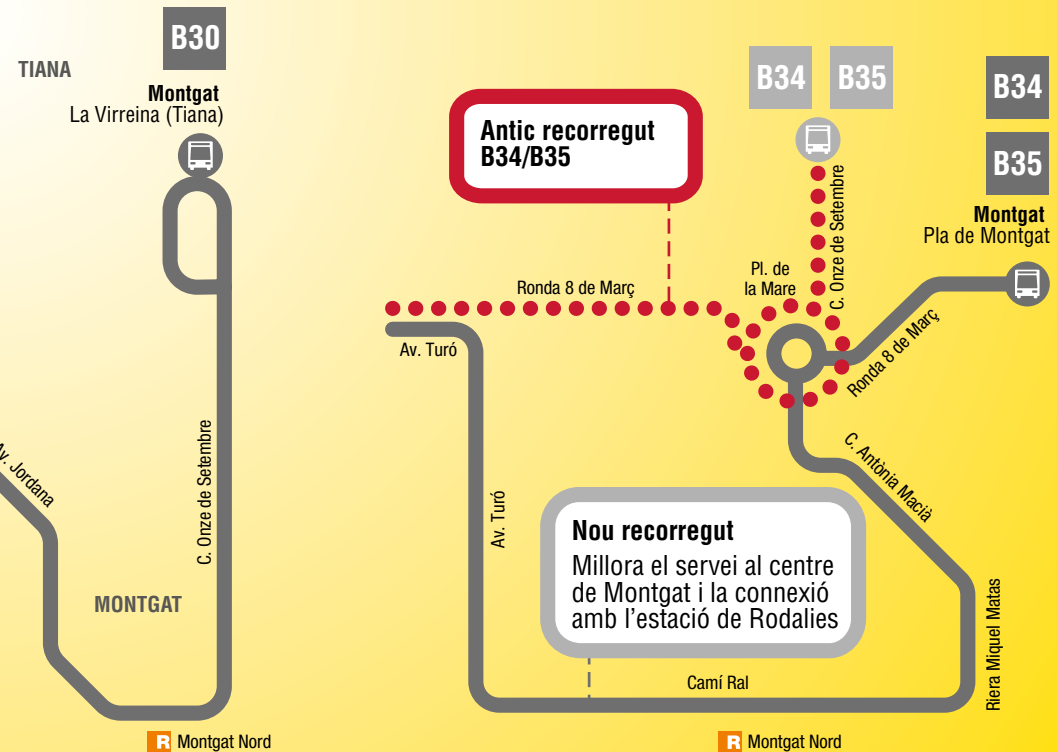 B30
TIANA
Montgat
La Virreina (Tiana)
Av. Jordana
C. Onze de Setembre
MONTGAT
R Montgat Nord
B34
B35
Antic recorregut
B34/B35
C. Onze de Setembre
B34
B35
Montgat
Pla de Montgat
Pl. de
la Mare
Ronda 8 de Març
Av. Turó
Ronda 8 de Març
C. Antònia Macià
Av. Turó
Nou recorregut
Millora el servei al centre
de Montgat i la connexió
amb l'estació de Rodalies
Riera Miquel Matas
Camí Ral
R Montgat Nord